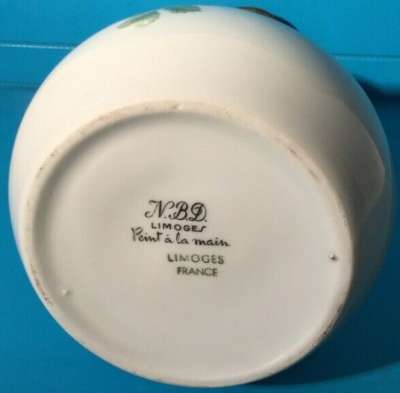 N.B.D.
LIMOGES
Peint à la main
LIMOGES
FRANCE